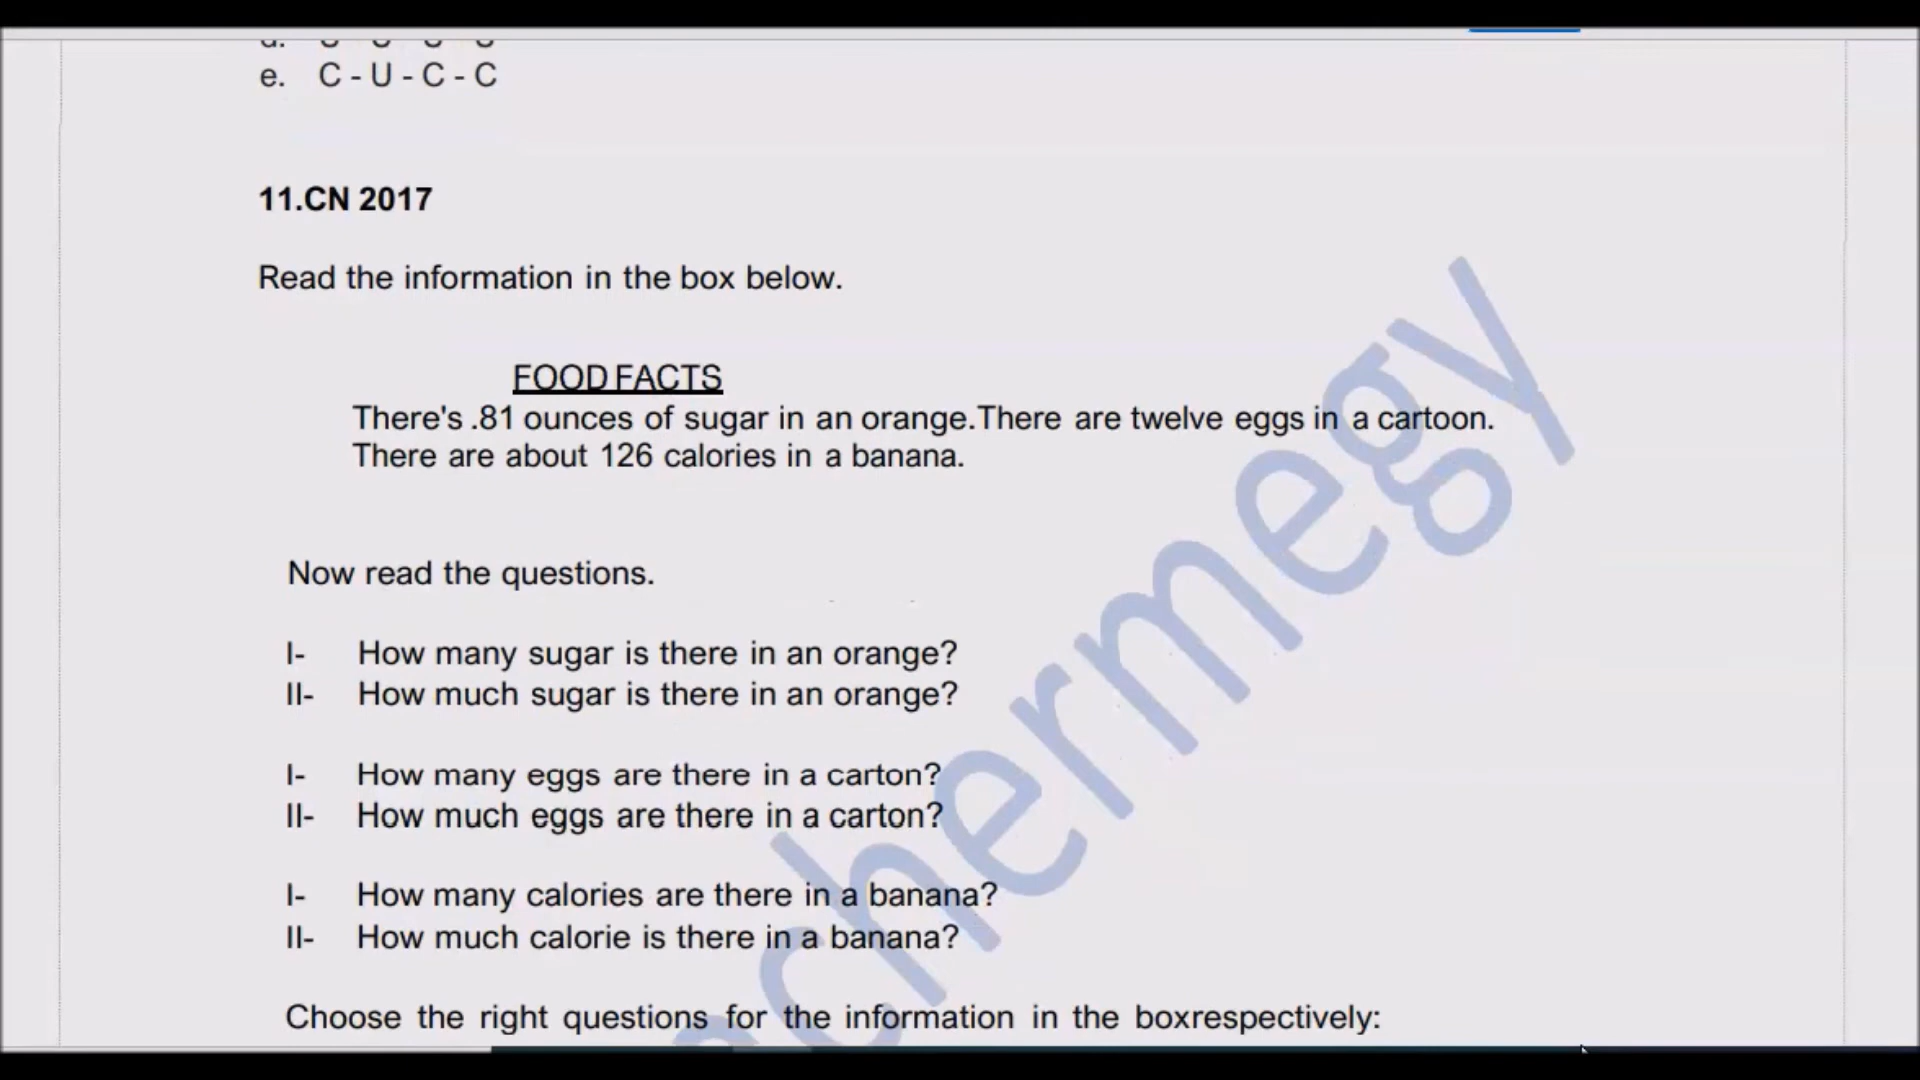 e. C - U - C - C
11.CN 2017
Read the information in the box below.
FOOD FACTS
There's .81 ounces of sugar in an orange.There are twelve eggs in a cartoon.
There are about 126 calories in a banana.
Now read the questions.
I- How many sugar is there in an orange?
II- How much sugar is there in an orange?
I- How many eggs are there in a carton?
II- How much eggs are there in a carton?
I- How many calories are there in a banana?
II- How much calorie is there in a banana?
Choose the right questions for the information in the boxrespectively:
chermegy